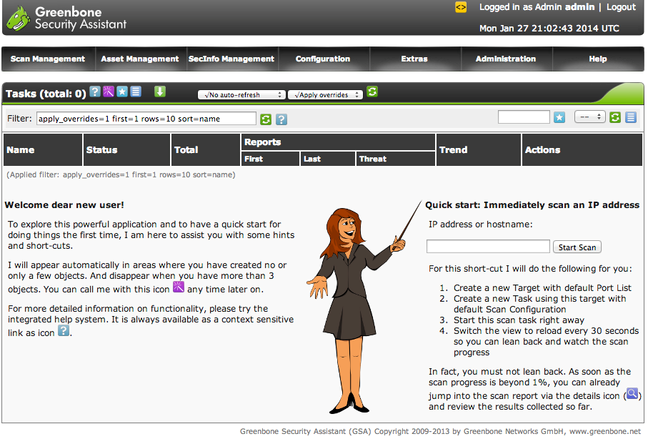 Greenbone
Security Assistant
Logged in as Admin admin | Logout
Mon Jan 27 21:02:43 2014 UTC
Scan Management Asset Management SecInfo Management Configuration Extras Administration Help
Tasks (total: 0) √No auto-refresh √Apply overrides
Filter: apply_overrides=1 first=1 rows=10 sort=name --
Name Status Total Reports Trend Actions
First Last Threat
(Applied filter: apply_overrides=1 first=1 rows=10 sort=name)
Welcome dear new user!
To explore this powerful application and to have a quick start for
doing things the first time, I am here to assist you with some hints
and short-cuts.
I will appear automatically in areas where you have created no or
only a few objects. And disappear when you have more than 3
objects. You can call me with this icon any time later on.
For more detailed information on functionality, please try the
integrated help system. It is always available as a context sensitive
link as icon ?.
Quick start: Immediately scan an IP address
IP address or hostname:
Start Scan
For this short-cut I will do the following for you:
1. Create a new Target with default Port List
2. Create a new Task using this target with
default Scan Configuration
3. Start this scan task right away
4. Switch the view to reload every 30 seconds
so you can lean back and watch the scan
progress
In fact, you must not lean back. As soon as the
scan progress is beyond 1%, you can already
jump into the scan report via the details icon ( )
and review the results collected so far.
Greenbone Security Assistant (GSA) Copyright 2009-2013 by Greenbone Networks GmbH, www.greenbone.net